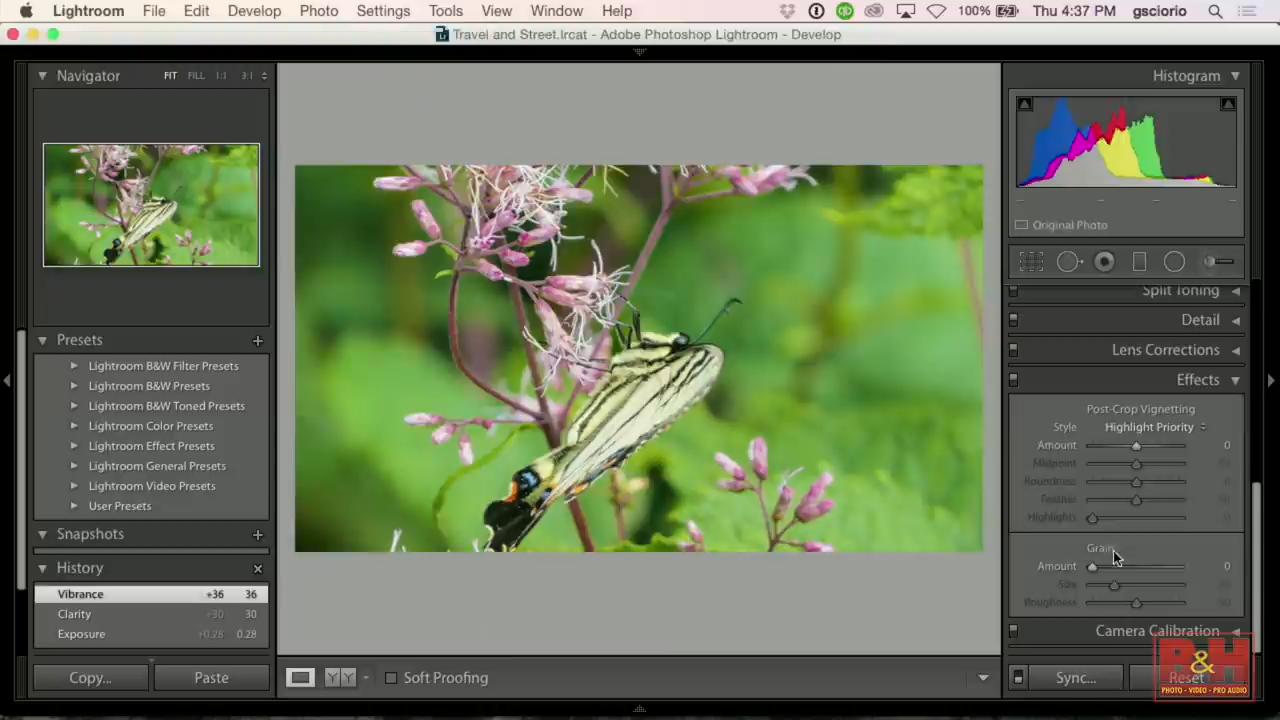 Lightroom File Edit Develop Photo Settings Tools View Window Help 100% Thu 4:37 PM gsciorio
Travel and Street.lrcat - Adobe Photoshop Lightroom - Develop
Navigator FIT FILL 1:1 3:1
Presets
Lightroom B&W Filter Presets
Lightroom B&W Presets
Lightroom B&W Toned Presets
Lightroom Color Presets
Lightroom Effect Presets
Lightroom General Presets
Lightroom Video Presets
User Presets
Snapshots
History
Vibrance +36 36
Clarity +30 30
Exposure +0.28 0.28
Copy... Paste
Soft Proofing
Histogram
Original Photo
Split Toning
Detail
Lens Corrections
Effects
Post-Crop Vignetting
Style Highlight Priority
Amount 0
Midpoint
Roundness
Feather
Highlights
Grain
Amount 0
Size
Roughness
Camera Calibration
Sync... Reset
B&H
PHOTO - VIDEO - PRO AUDIO